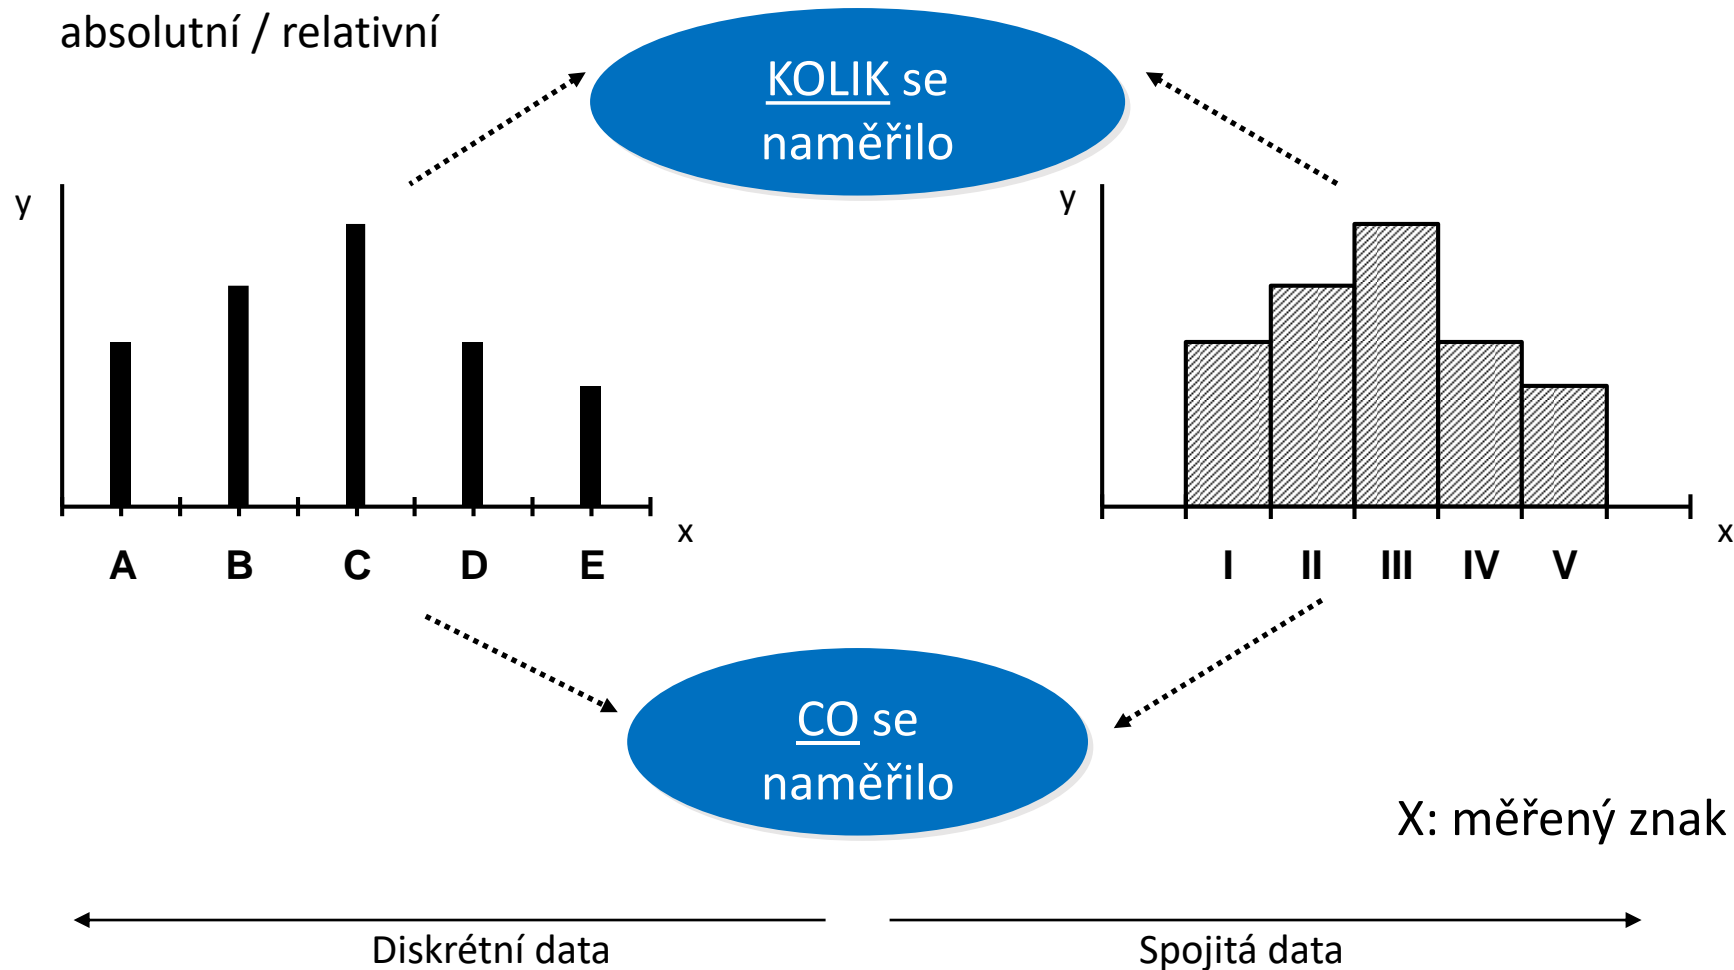 absolutní / relativní
KOLIK se
naměřilo
y
x
A B C D E
y
x
I II III IV V
CO se
naměřilo
X: měřený znak
Diskrétní data
Spojitá data